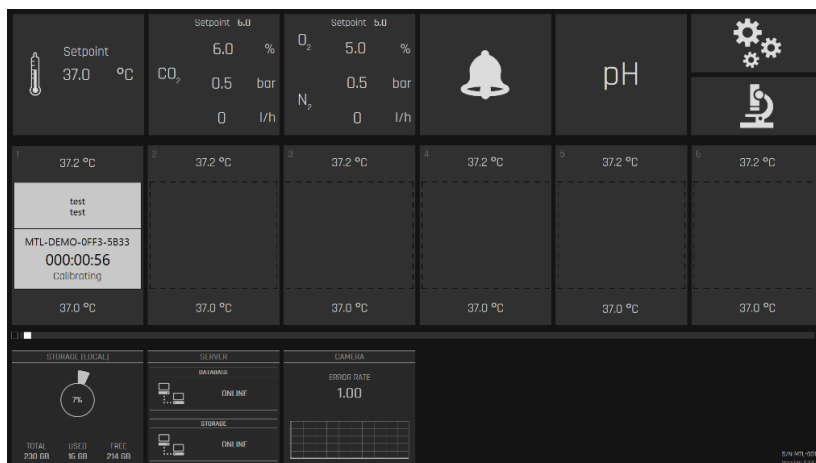 Setpoint
37.0 °C
Setpoint 6.0
CO2
6.0 %
0.5 bar
0 l/h
Setpoint 5.0
O2
5.0 %
N2
0.5 bar
0 l/h
pH
1
37.2 °C
2
37.2 °C
3
37.2 °C
4
37.2 °C
5
37.2 °C
6
37.2 °C
test
test
MTL-DEMO-0FF3-5B33
000:00:56
Calibrating
37.0 °C
37.0 °C
37.0 °C
37.0 °C
37.0 °C
37.0 °C
STORAGE (LOCAL)
7%
TOTAL USED FREE
230 GB 16 GB 214 GB
SERVER
DATABASE
ONLINE
STORAGE
ONLINE
CAMERA
ERROR RATE
1.00
S/N MTL-001